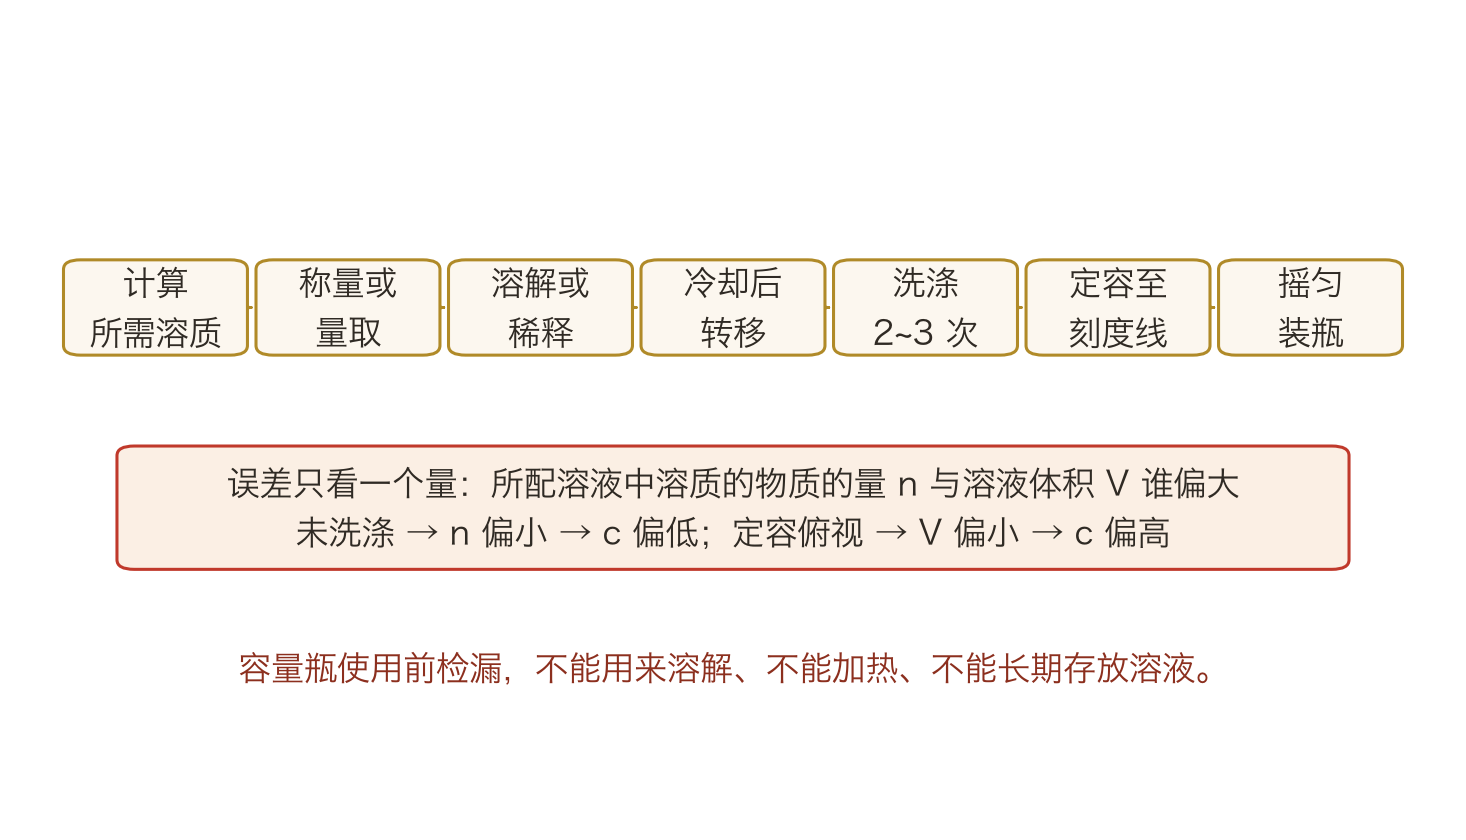 计算
所需溶质
称量或
量取
溶解或
稀释
冷却后
转移
洗涤
2~3 次
定容至
刻度线
摇匀
装瓶
误差只看一个量：所配溶液中溶质的物质的量 n 与溶液体积 V 谁偏大
未洗涤 → n 偏小 → c 偏低；定容俯视 → V 偏小 → c 偏高
容量瓶使用前检漏，不能用来溶解、不能加热、不能长期存放溶液。